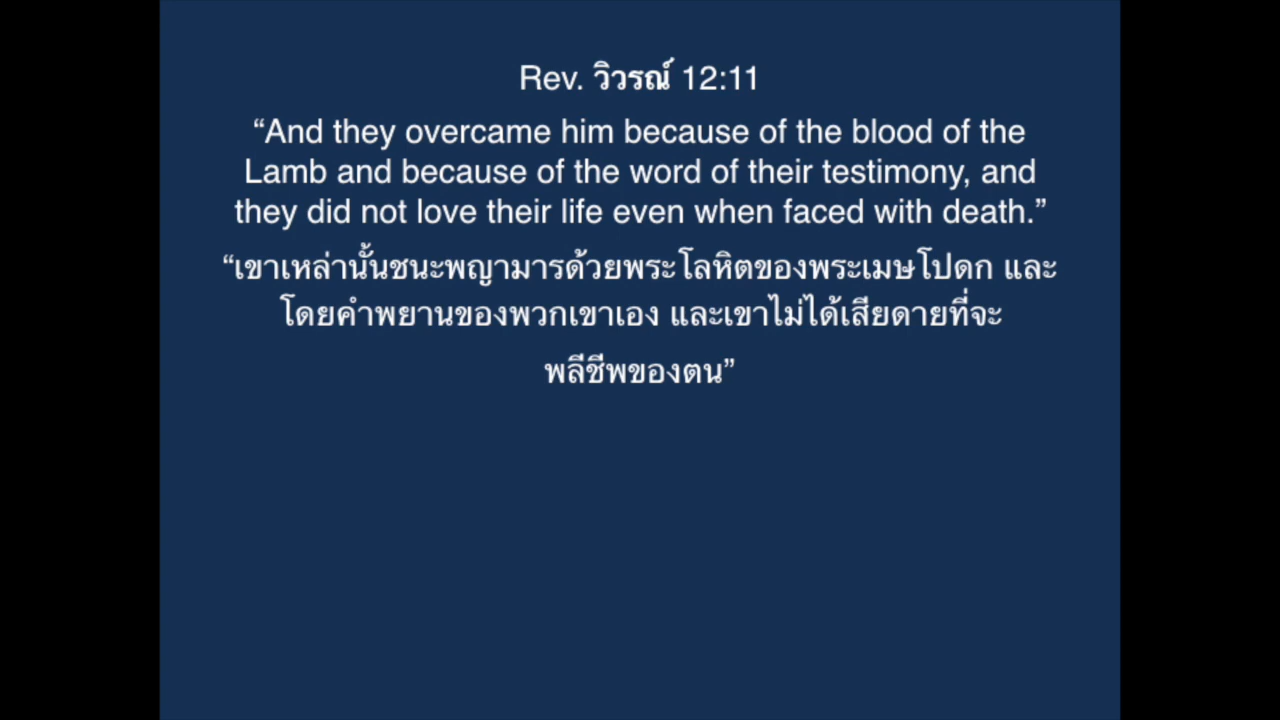 Rev. วิวรณ์ 12:11
“And they overcame him because of the blood of the
Lamb and because of the word of their testimony, and
they did not love their life even when faced with death.”
“เขาเหล่านั้นชนะพญามารด้วยพระโลหิตของพระเมษโปดก และ
โดยคำพยานของพวกเขาเอง และเขาไม่ได้เสียดายที่จะ
พลีชีพของตน”